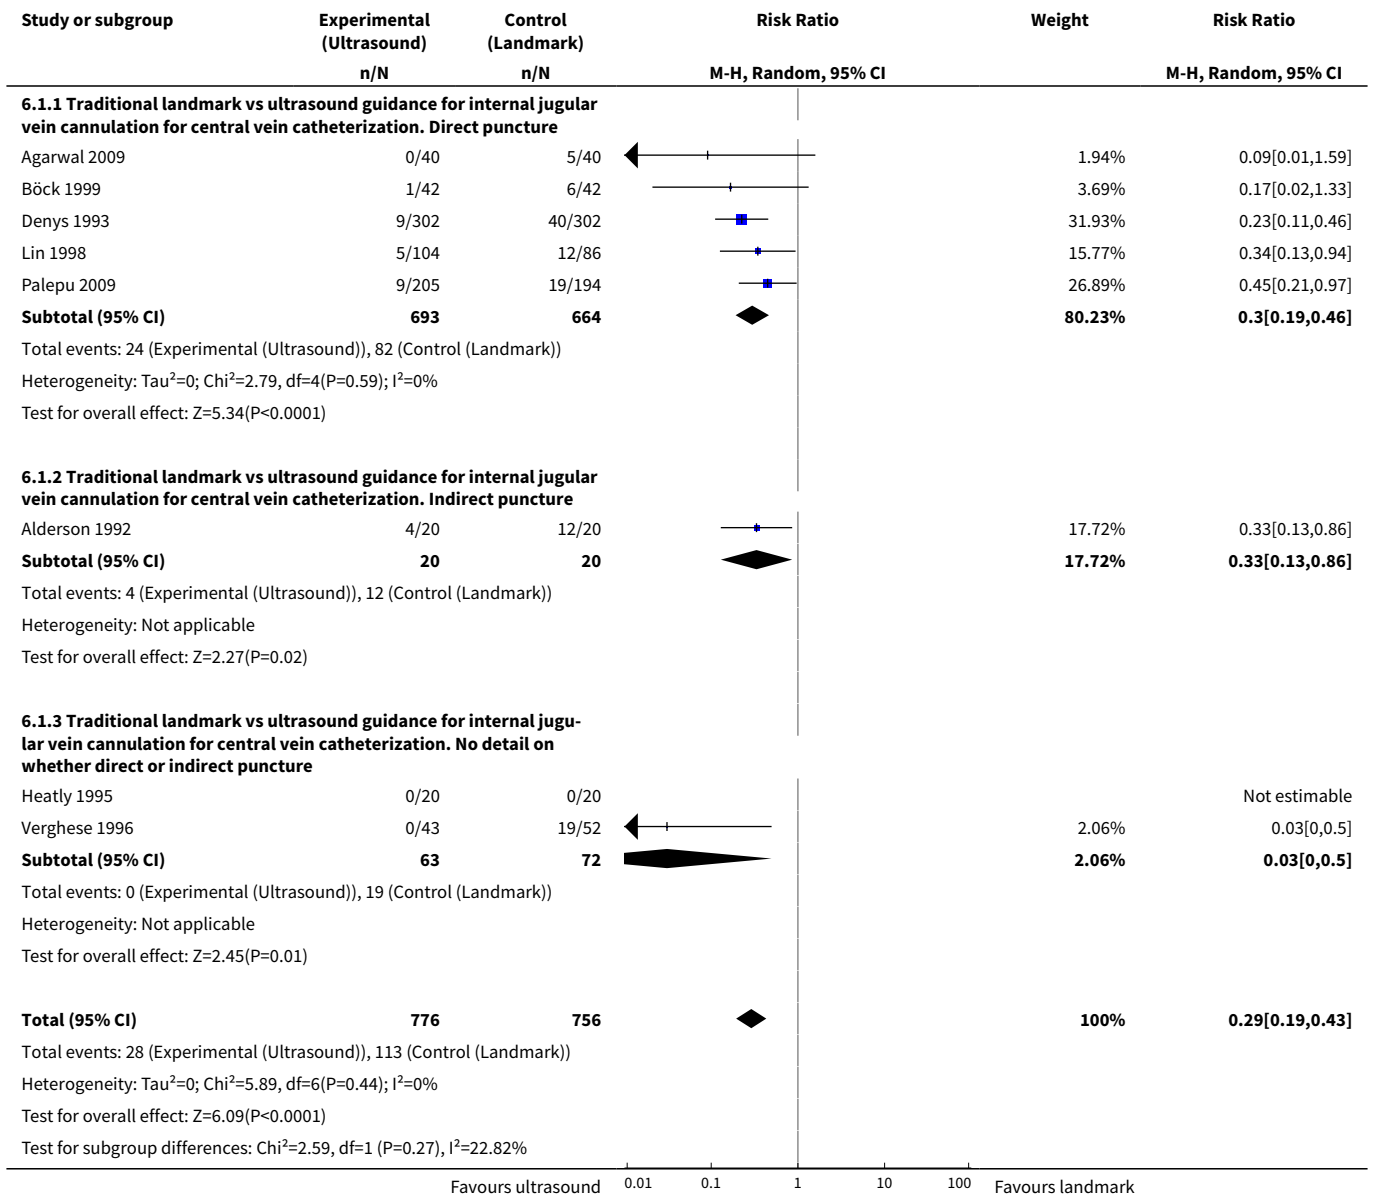 Study or subgroup Experimental Control Risk Ratio Weight Risk Ratio
(Ultrasound) (Landmark)
n/N n/N M-H, Random, 95% CI M-H, Random, 95% CI
6.1.1 Traditional landmark vs ultrasound guidance for internal jugular
vein cannulation for central vein catheterization. Direct puncture
Agarwal 2009 0/40 5/40 1.94% 0.09[0.01,1.59]
Böck 1999 1/42 6/42 3.69% 0.17[0.02,1.33]
Denys 1993 9/302 40/302 31.93% 0.23[0.11,0.46]
Lin 1998 5/104 12/86 15.77% 0.34[0.13,0.94]
Palepu 2009 9/205 19/194 26.89% 0.45[0.21,0.97]
Subtotal (95% CI) 693 664 80.23% 0.3[0.19,0.46]
Total events: 24 (Experimental (Ultrasound)), 82 (Control (Landmark))
Heterogeneity: Tau²=0; Chi²=2.79, df=4(P=0.59); I²=0%
Test for overall effect: Z=5.34(P<0.0001)
6.1.2 Traditional landmark vs ultrasound guidance for internal jugular
vein cannulation for central vein catheterization. Indirect puncture
Alderson 1992 4/20 12/20 17.72% 0.33[0.13,0.86]
Subtotal (95% CI) 20 20 17.72% 0.33[0.13,0.86]
Total events: 4 (Experimental (Ultrasound)), 12 (Control (Landmark))
Heterogeneity: Not applicable
Test for overall effect: Z=2.27(P=0.02)
6.1.3 Traditional landmark vs ultrasound guidance for internal jugu-
lar vein cannulation for central vein catheterization. No detail on
whether direct or indirect puncture
Heatly 1995 0/20 0/20 Not estimable
Verghese 1996 0/43 19/52 2.06% 0.03[0,0.5]
Subtotal (95% CI) 63 72 2.06% 0.03[0,0.5]
Total events: 0 (Experimental (Ultrasound)), 19 (Control (Landmark))
Heterogeneity: Not applicable
Test for overall effect: Z=2.45(P=0.01)
Total (95% CI) 776 756 100% 0.29[0.19,0.43]
Total events: 28 (Experimental (Ultrasound)), 113 (Control (Landmark))
Heterogeneity: Tau²=0; Chi²=5.89, df=6(P=0.44); I²=0%
Test for overall effect: Z=6.09(P<0.0001)
Test for subgroup differences: Chi²=2.59, df=1 (P=0.27), I²=22.82%
Favours ultrasound 0.01 0.1 1 10 100 Favours landmark